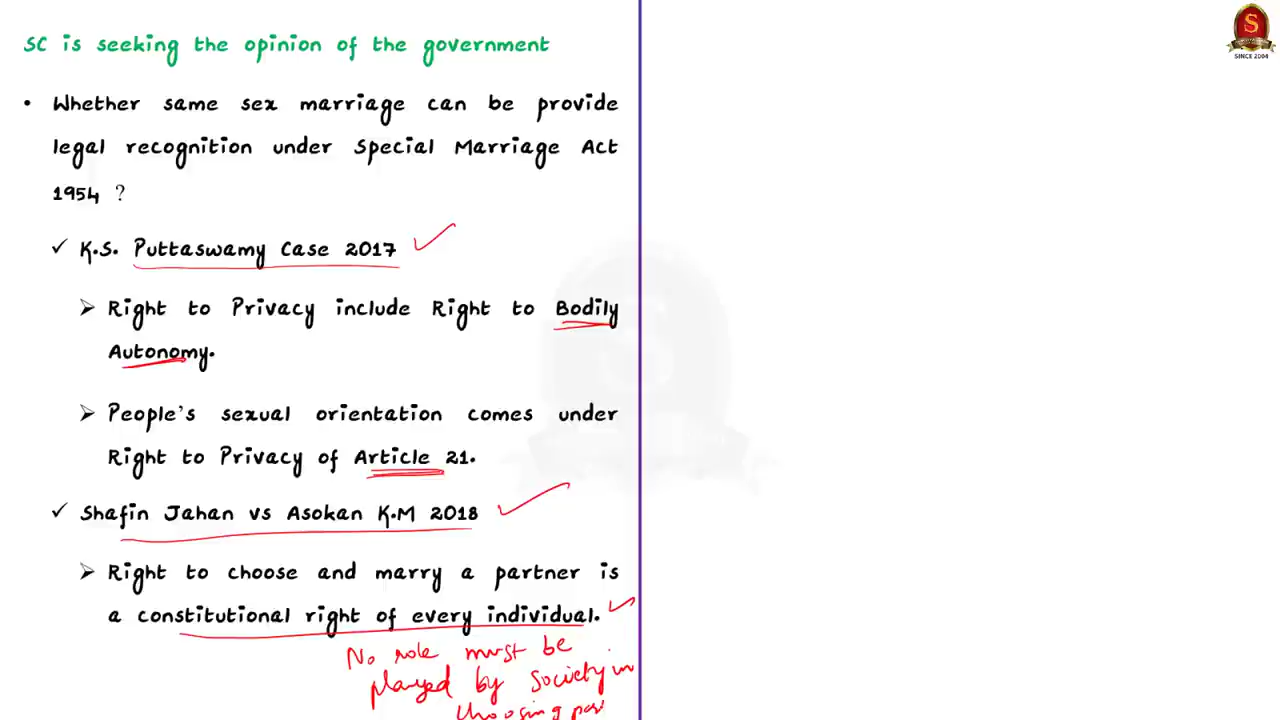 SC is seeking the opinion of the government
• Whether same sex marriage can be provide
legal recognition under Special Marriage Act
1954 ?
✓ K.S. Puttaswamy Case 2017
➢ Right to Privacy include Right to Bodily
Autonomy.
➢ People's sexual orientation comes under
Right to Privacy of Article 21.
✓ Shafin Jahan vs Asokan K.M 2018
➢ Right to choose and marry a partner is
a constitutional right of every individual.
No role must be
played by Society in
choosing
S
SINCE 2004